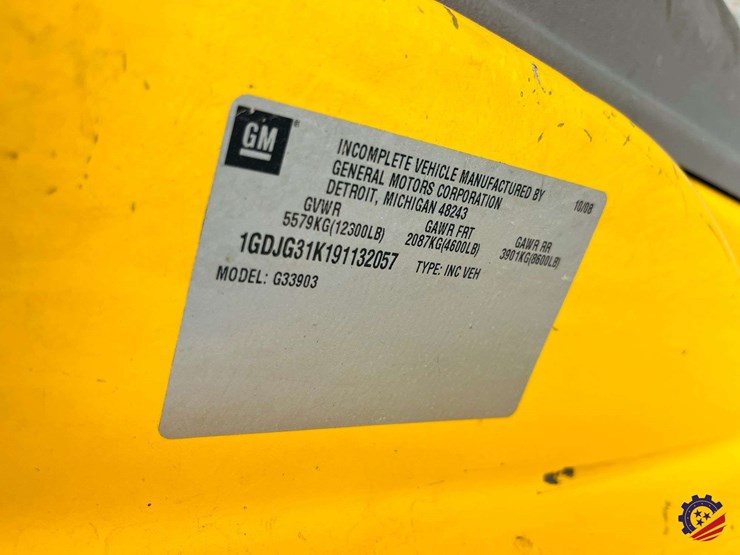 GM
INCOMPLETE VEHICLE MANUFACTURED BY
GENERAL MOTORS CORPORATION
DETROIT, MICHIGAN 48243
10/08
GVWR
5579KG(12300LB)
GAWR FRT
2087KG(4600LB)
GAWR RR
3901KG(8600LB)
1GDJG31K191132057
TYPE: INC VEH
MODEL: G33903